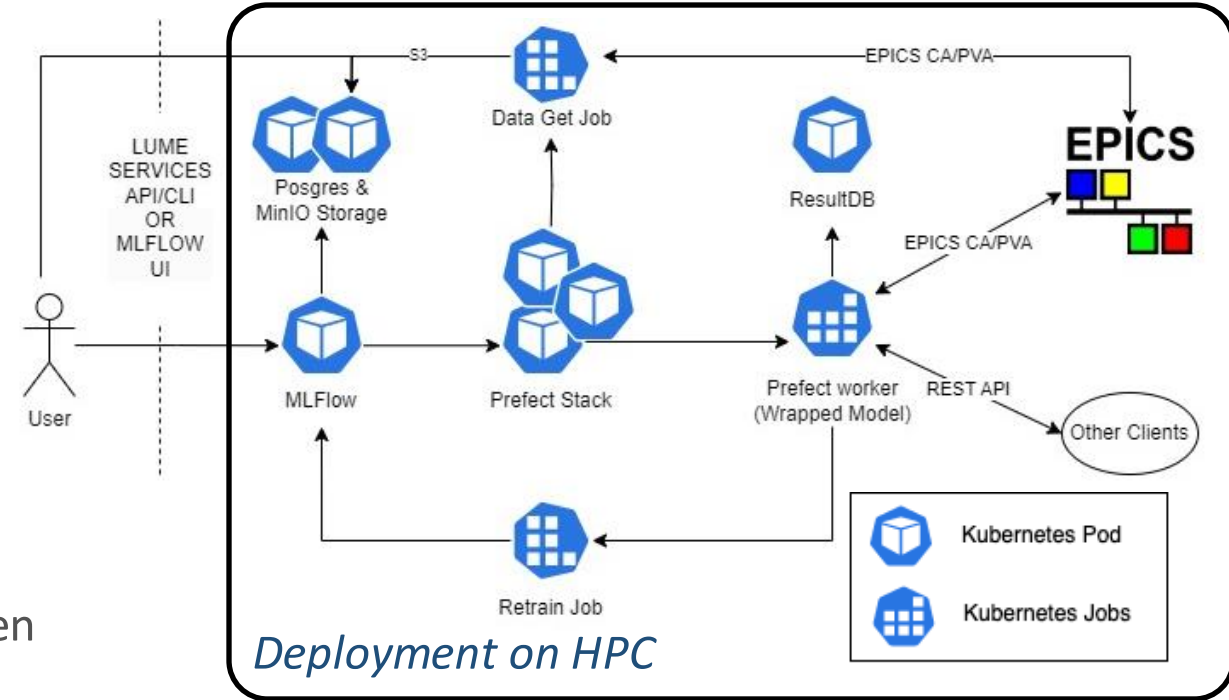 S3
EPICS CA/PVA
Data Get Job
EPICS
LUME
SERVICES
API/CLI
OR
MLFLOW
UI
Posgres &
MinIO Storage
ResultDB
EPICS CA/PVA
User
MLFlow
Prefect Stack
Prefect worker
(Wrapped Model)
REST API
Other Clients
Kubernetes Pod
Kubernetes Jobs
Retrain Job
en
Deployment on HPC